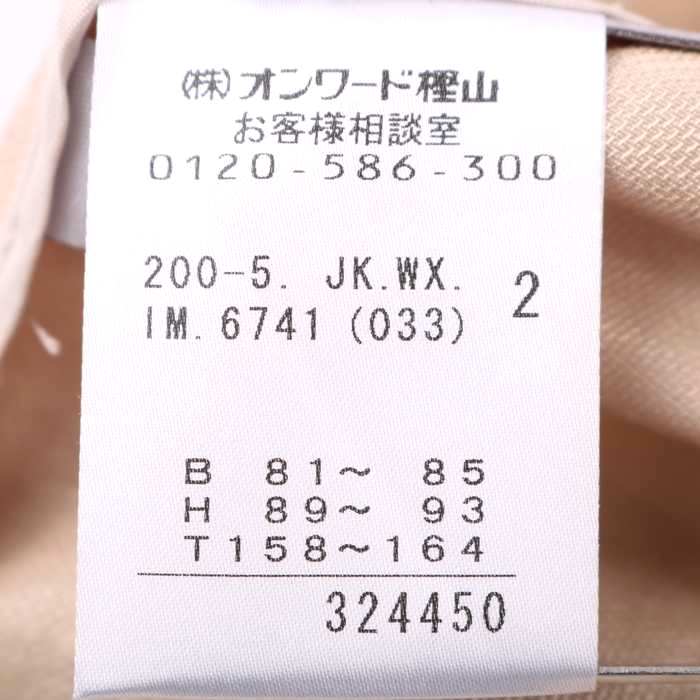 (株)オンワード樫山
お客様相談室
0120-586-300
200-5. JK.WX. 2
IM. 6741 (033)
B 81～ 85
H 89～ 93
T158～164
324450